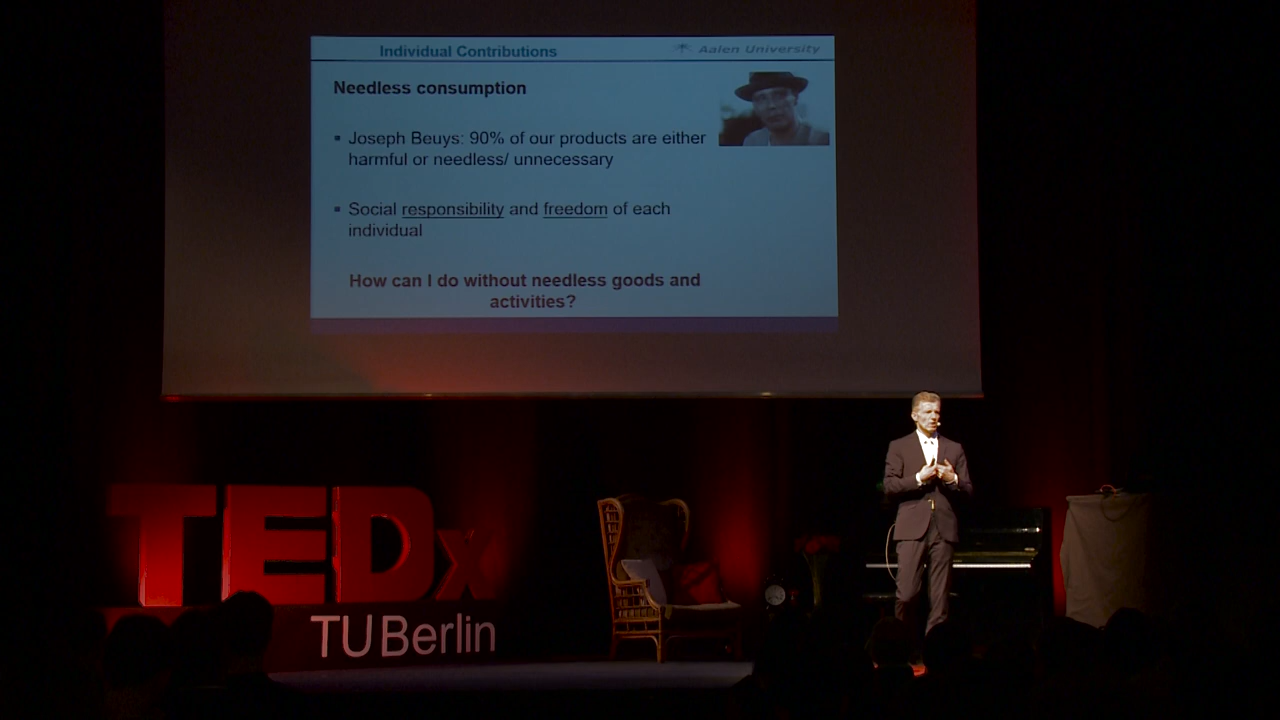 Individual Contributions
Aalen University
Needless consumption
▪ Joseph Beuys: 90% of our products are either
harmful or needless/ unnecessary
▪ Social responsibility and freedom of each
individual
How can I do without needless goods and
activities?
TEDx
TU Berlin